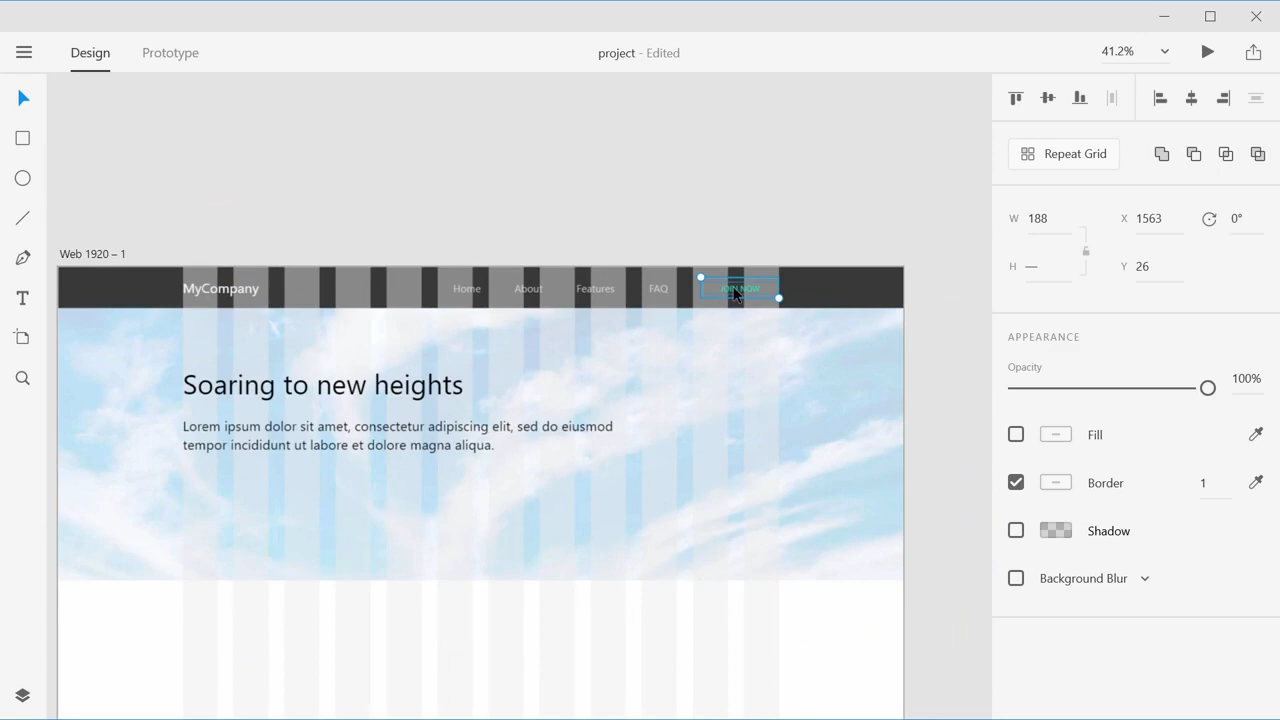 Design
Prototype
project - Edited
41.2%
Repeat Grid
W 188
X 1563
0°
H —
Y 26
Web 1920 – 1
MyCompany
Home
About
Features
FAQ
JOIN NOW
Soaring to new heights
Lorem ipsum dolor sit amet, consectetur adipiscing elit, sed do eiusmod
tempor incididunt ut labore et dolore magna aliqua.
APPEARANCE
Opacity
100%
Fill
Border
1
Shadow
Background Blur